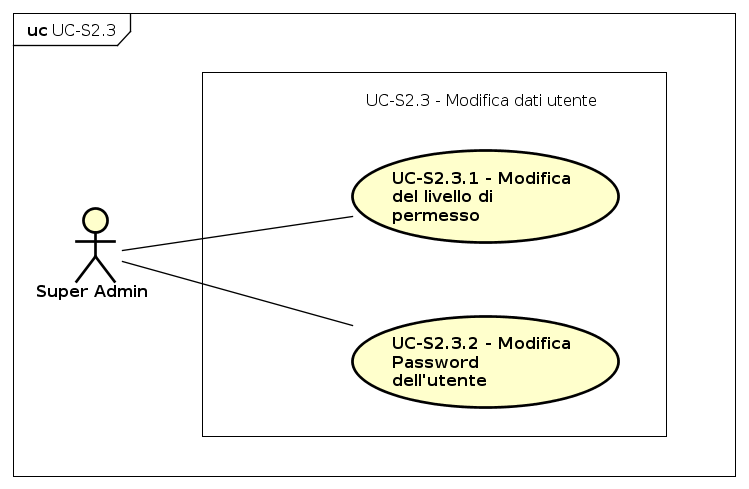 uc UC-S2.3
UC-S2.3 - Modifica dati utente
UC-S2.3.1 - Modifica
del livello di
permesso
Super Admin
UC-S2.3.2 - Modifica
Password
dell'utente